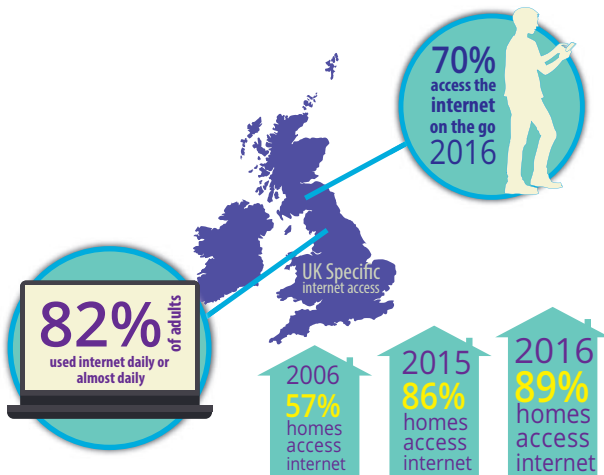 70%
access the
internet
on the go
2016
UK Specific
internet access
82%
of adults
used internet daily or
almost daily
2006
57%
homes
access
internet
2015
86%
homes
access
internet
2016
89%
homes
access
internet